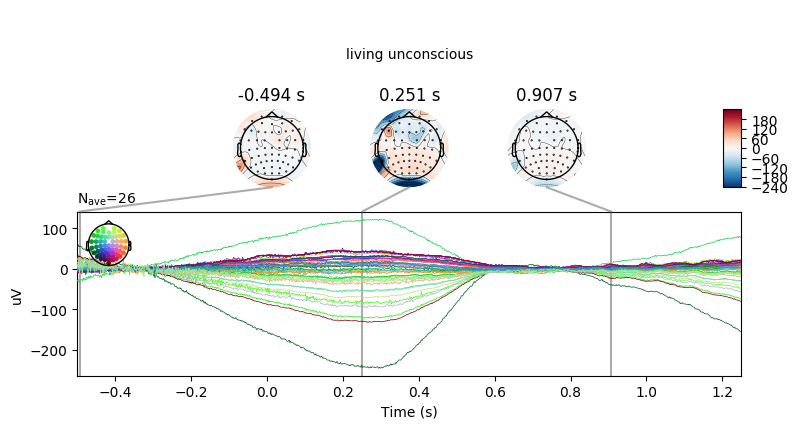 living unconscious
-0.494 s 0.251 s 0.907 s
180
120
60
0
−60
−120
−180
−240
Nave=26
100
0
−100
−200
uV
−0.4 −0.2 0.0 0.2 0.4 0.6 0.8 1.0 1.2
Time (s)